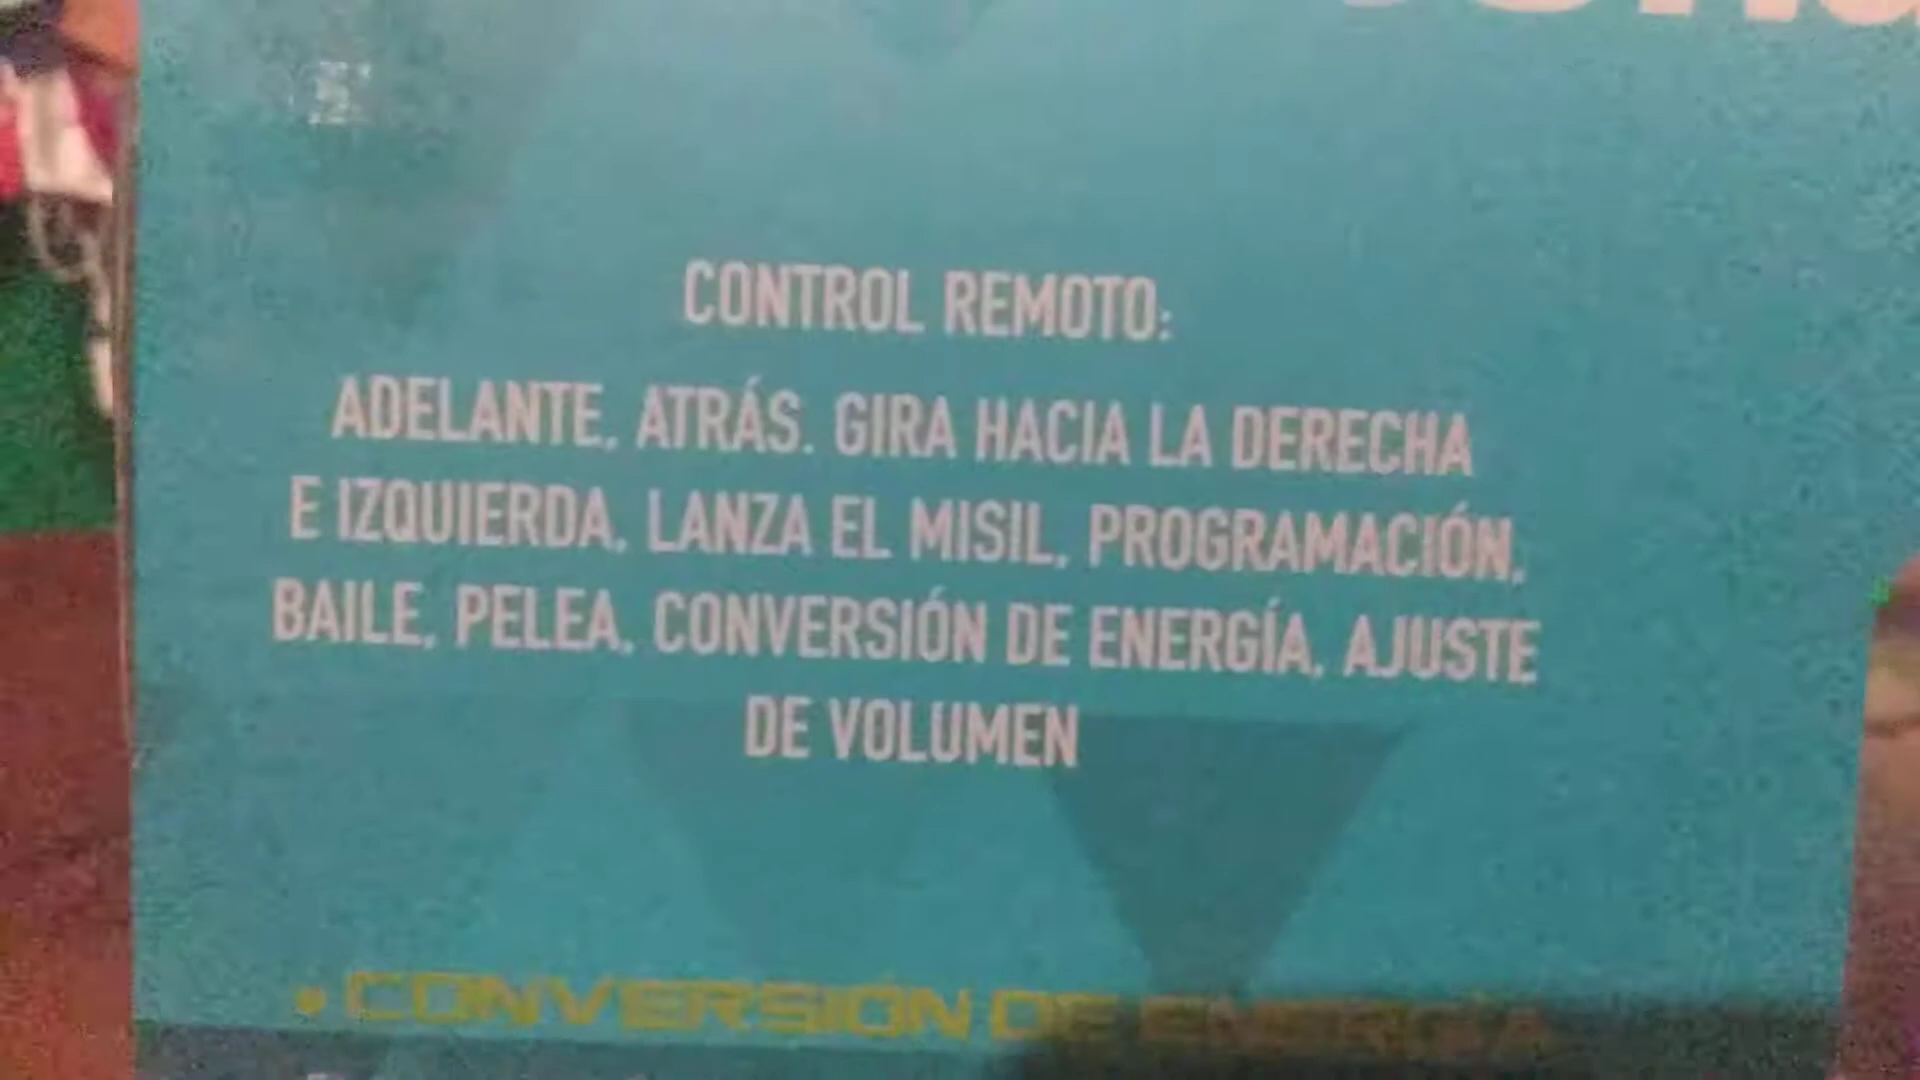 CONTROL REMOTO:
ADELANTE, ATRÁS. GIRA HACIA LA DERECHA
E IZQUIERDA, LANZA EL MISIL, PROGRAMACIÓN,
BAILE, PELEA, CONVERSIÓN DE ENERGÍA, AJUSTE
DE VOLUMEN
• CONVERSIÓN DE ENERGÍA